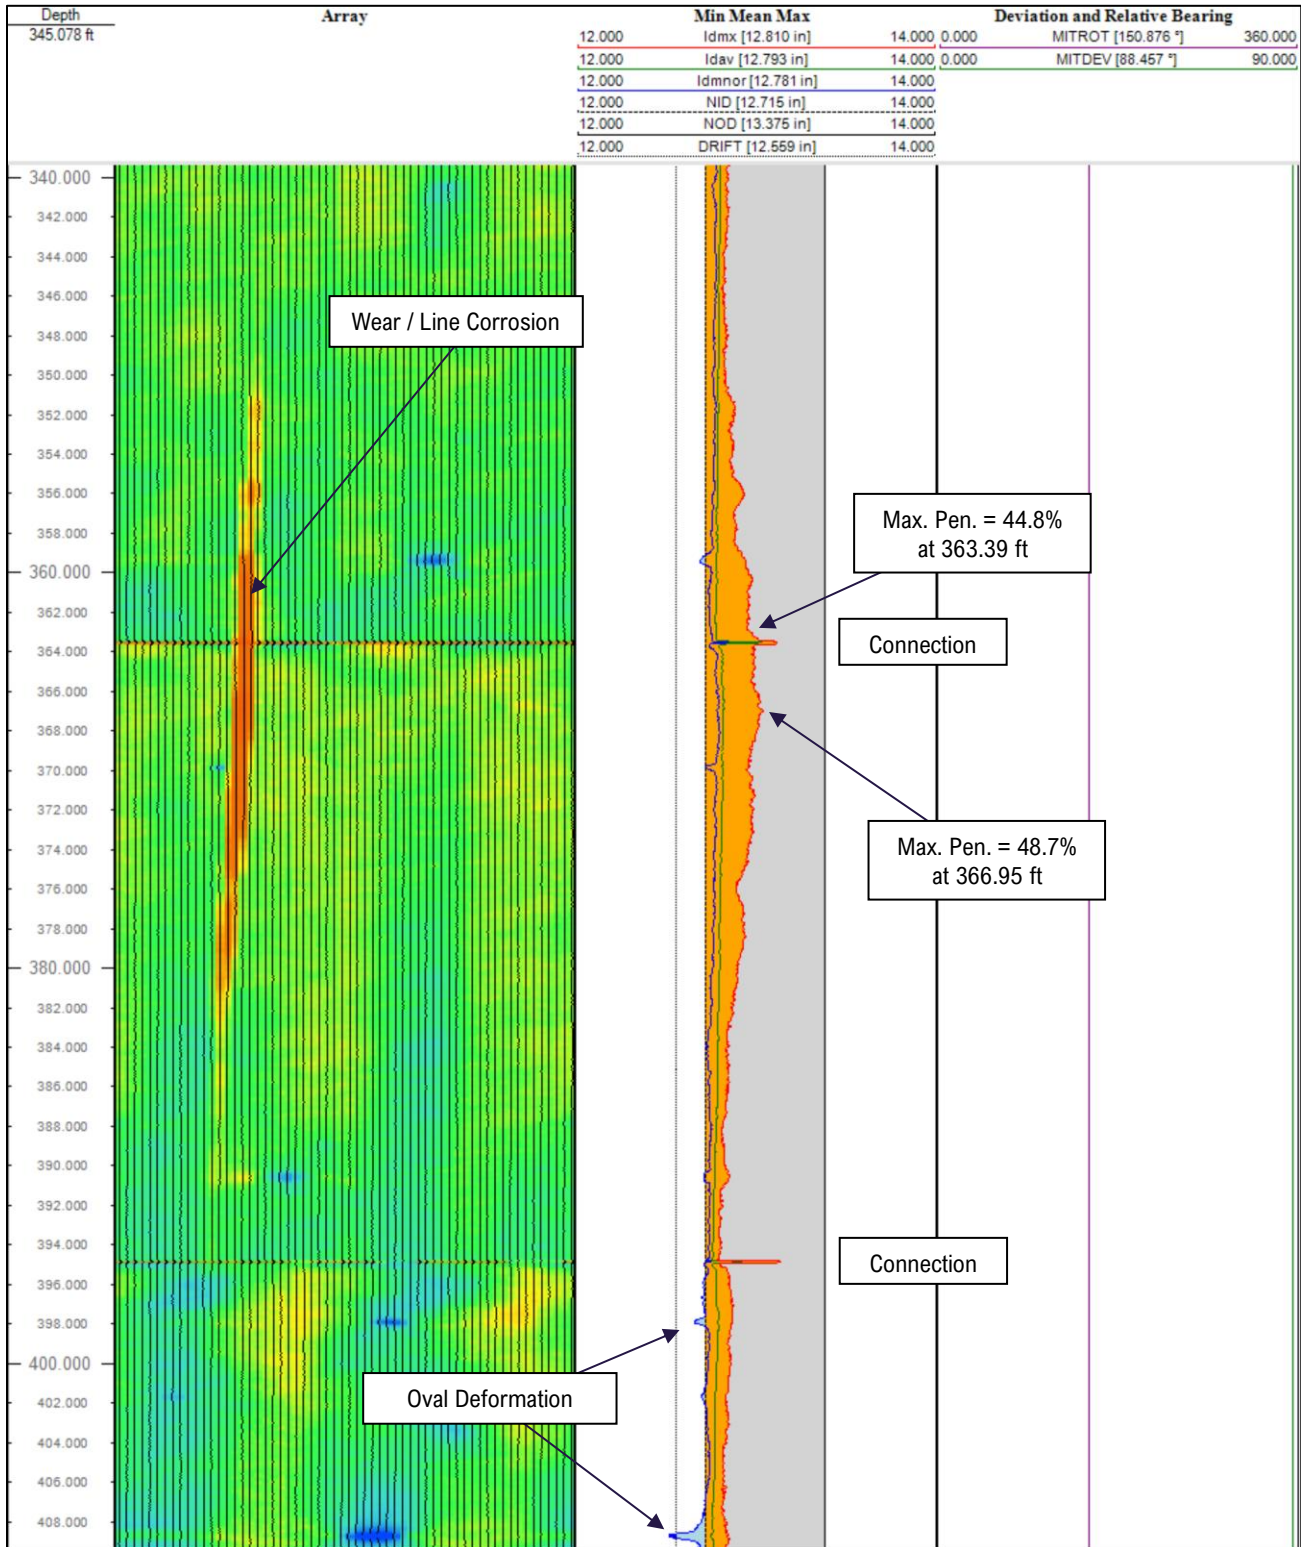 Depth Array Min Mean Max Deviation and Relative Bearing
345.078 ft
12.000 Idmx [12.810 in] 14.000 0.000 MITROT [150.876 °] 360.000
12.000 Idav [12.793 in] 14.000 0.000 MITDEV [88.457 °] 90.000
12.000 Idmnor [12.781 in] 14.000
12.000 NID [12.715 in] 14.000
12.000 NOD [13.375 in] 14.000
12.000 DRIFT [12.559 in] 14.000
340.000
342.000
344.000
346.000
Wear / Line Corrosion
348.000
350.000
352.000
354.000
356.000
Max. Pen. = 44.8%
at 363.39 ft
358.000
360.000
362.000
Connection
364.000
366.000
368.000
370.000
372.000
374.000
Max. Pen. = 48.7%
at 366.95 ft
376.000
378.000
380.000
382.000
384.000
386.000
388.000
390.000
392.000
394.000
Connection
396.000
398.000
400.000
Oval Deformation
402.000
404.000
406.000
408.000